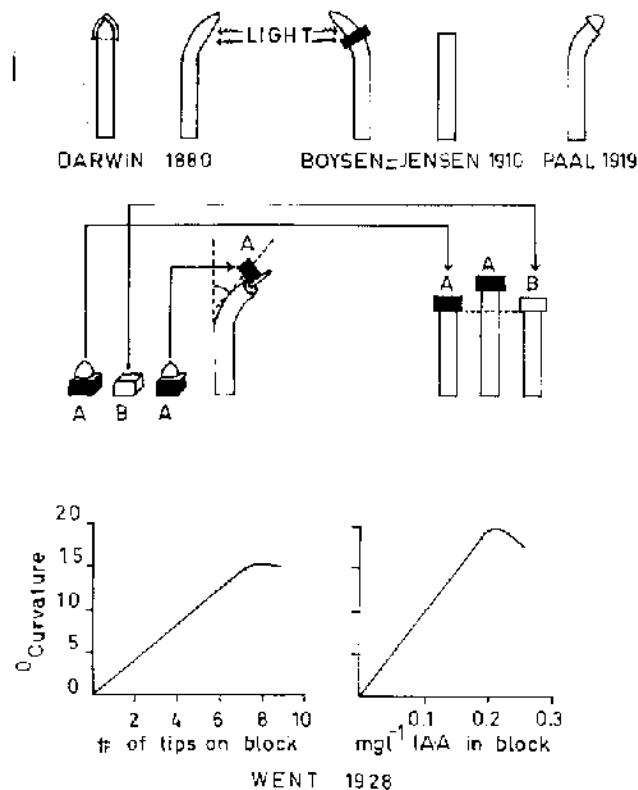 LIGHT
DARWIN 1880
BOYSEN=JENSEN 1910
PAAL 1919
A
A
A
B
A B A
20
15
10
5
0
°Curvature
2 4 6 8 10
# of tips on block
0.1 0.2 0.3
mgl⁻¹ IAA in block
WENT 1928